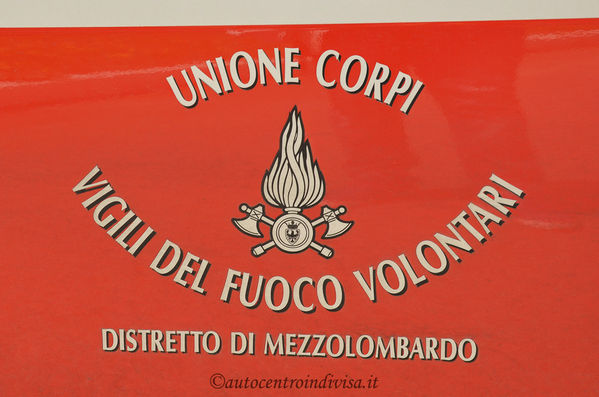 UNIONE CORPI
VIGILI DEL FUOCO VOLONTARI
DISTRETTO DI MEZZOLOMBARDO
©autocentroindivisa.it